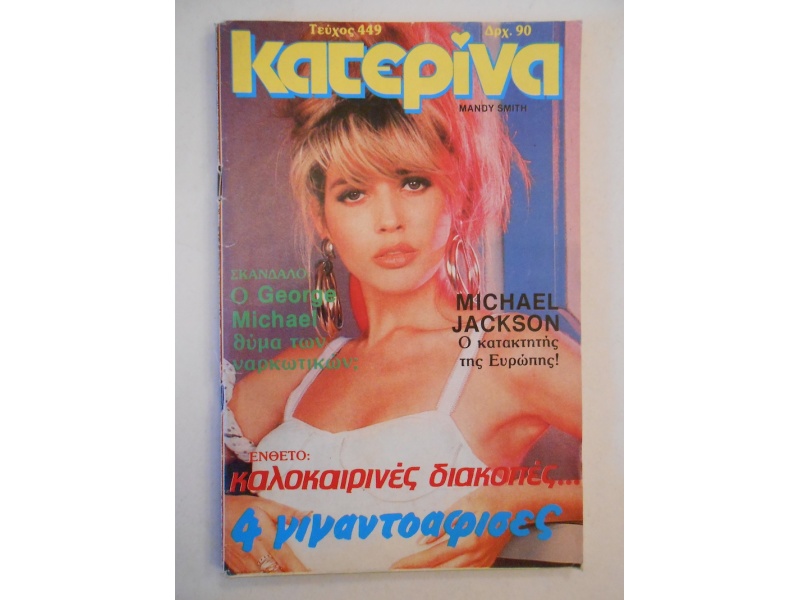 Τεύχος 449
Δρχ. 90
κατερίνα
MANDY SMITH
ΣΚΑΝΔΑΛΟ:
Ο George
Michael
θύμα των
ναρκωτικών;
MICHAEL
JACKSON
Ο κατακτητής
της Ευρώπης!
ΕΝΘΕΤΟ:
καλοκαιρινές διακοπές...
4 γιγαντοαφισες